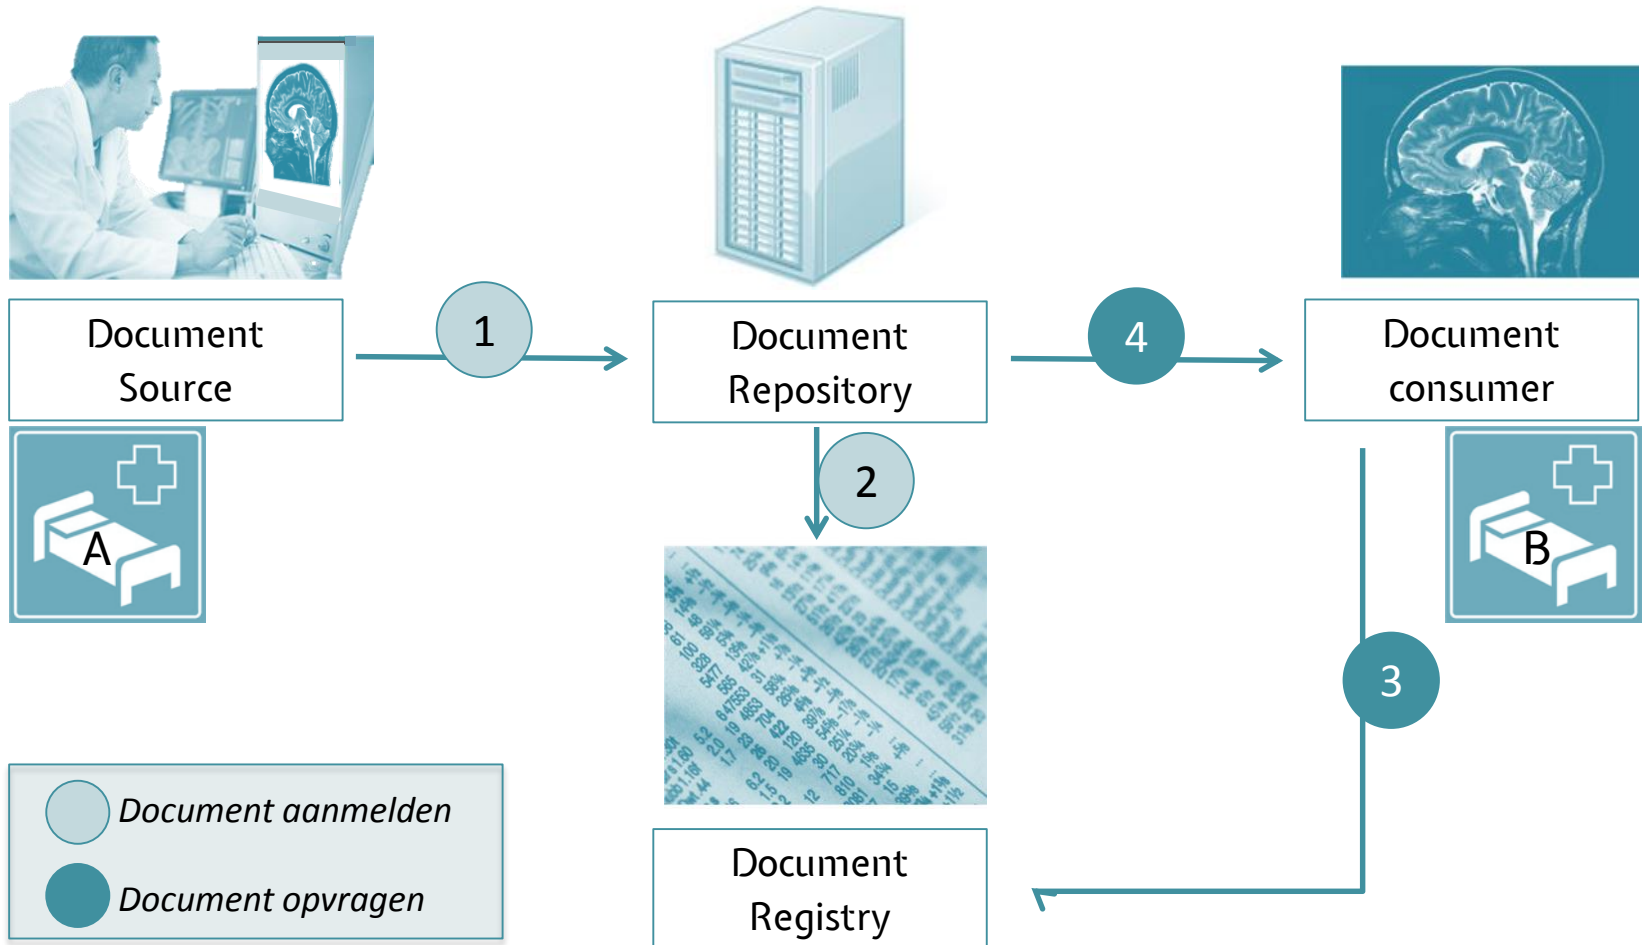 Document
Source
1
Document
Repository
4
Document
consumer
A
2
B
3
Document aanmelden
Document opvragen
Document
Registry